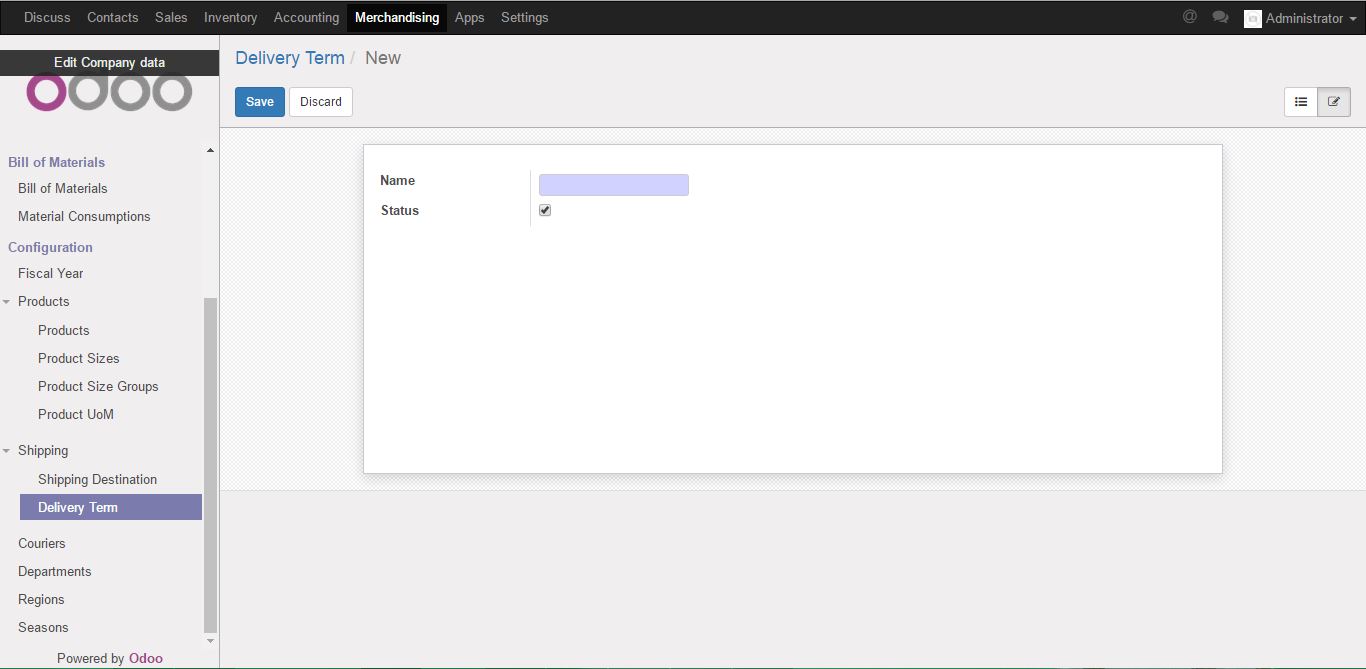 Discuss Contacts Sales Inventory Accounting Merchandising Apps Settings @ Administrator
Edit Company data
odoo
Bill of Materials
Bill of Materials
Material Consumptions
Configuration
Fiscal Year
Products
Products
Product Sizes
Product Size Groups
Product UoM
Shipping
Shipping Destination
Delivery Term
Couriers
Departments
Regions
Seasons
Powered by Odoo
Delivery Term / New
Save Discard
Name
Status